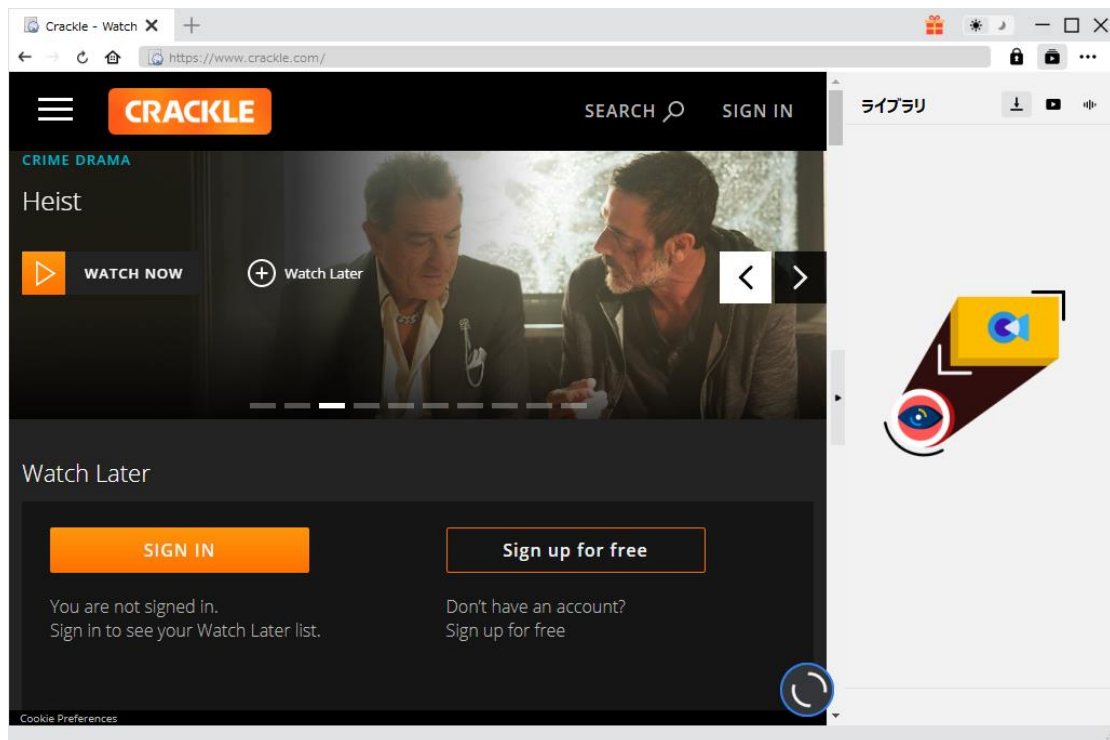 Crackle - Watch
https://www.crackle.com/
CRACKLE
SEARCH
SIGN IN
ライブラリ
CRIME DRAMA
Heist
WATCH NOW
Watch Later
Watch Later
SIGN IN
Sign up for free
You are not signed in.
Sign in to see your Watch Later list.
Don't have an account?
Sign up for free
Cookie Preferences